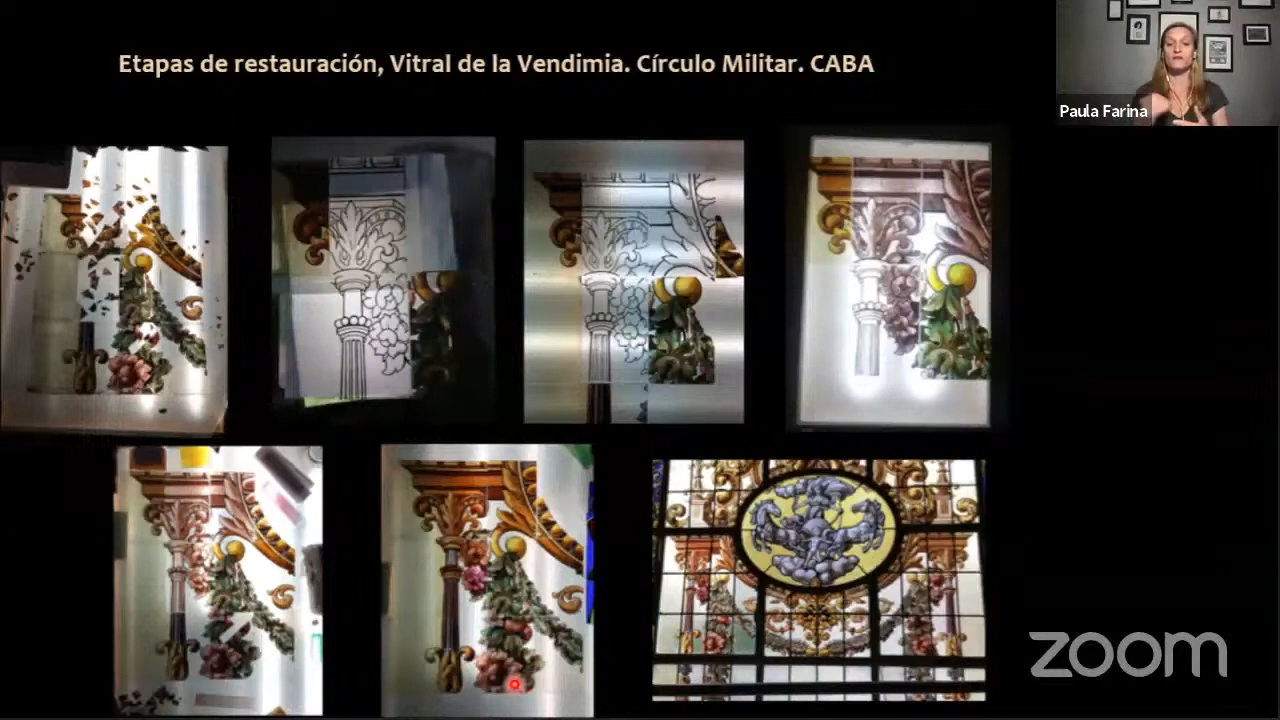 Etapas de restauración, Vitral de la Vendimia. Círculo Militar. CABA
Paula Farina
zoom